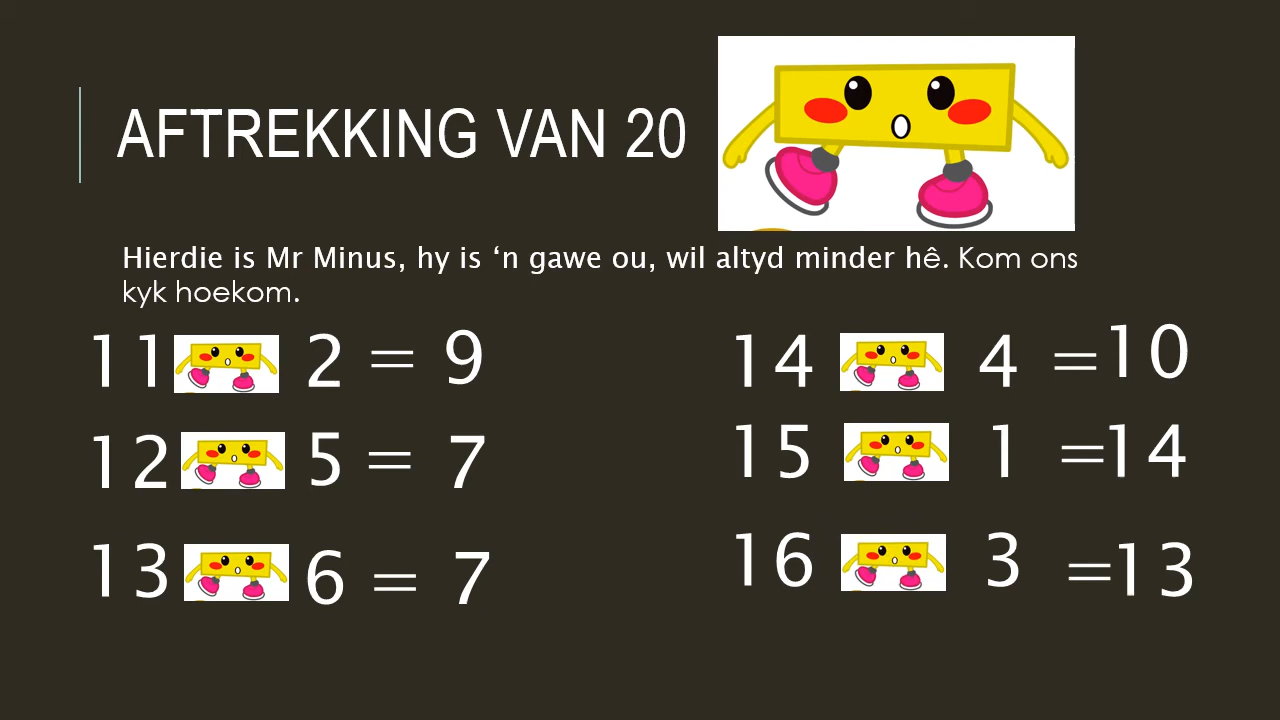 AFTREKKING VAN 20
Hierdie is Mr Minus, hy is ‘n gawe ou, wil altyd minder hê. Kom ons
kyk hoekom.
11 2 = 9
14 4 =10
12 5 = 7
15 1 =14
13 6 = 7
16 3 =13